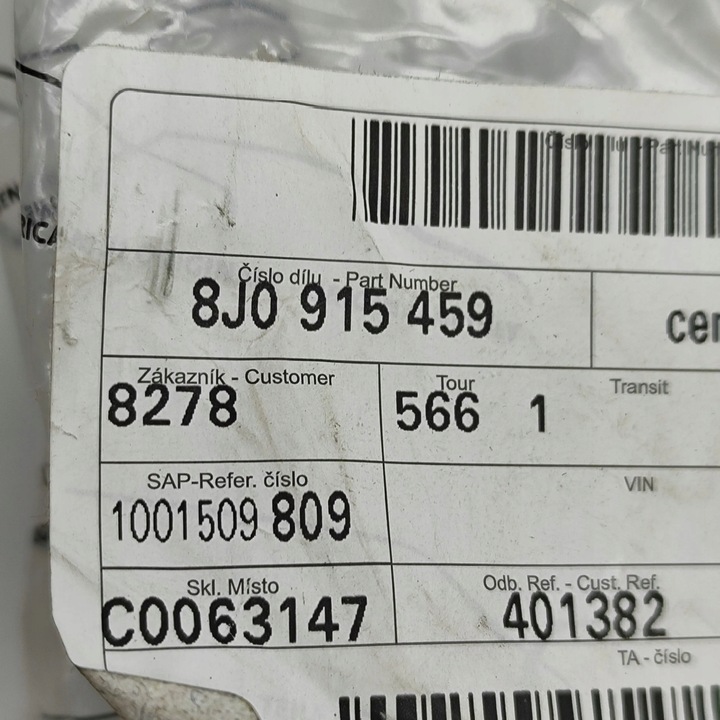 Číslo dílu - Part Number
8J0 915 459
Zákazník - Customer
8278
Tour
566 1
Transit
SAP-Refer. číslo
1001509 809
VIN
Skl. Místo
C0063147
Odb. Ref. - Cust. Ref.
401382
TA - číslo